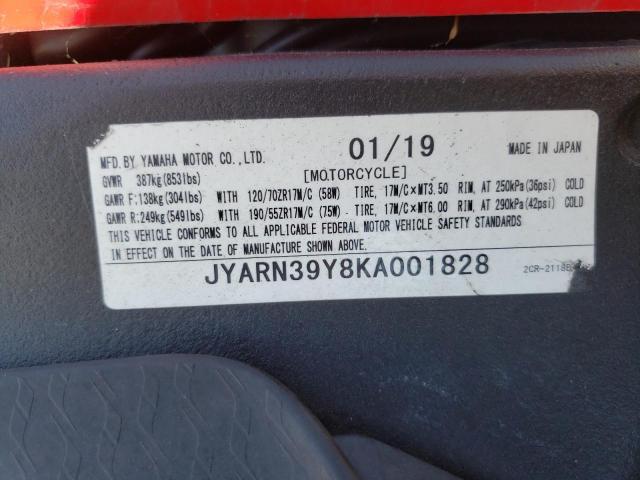 MFD. BY YAMAHA MOTOR CO.,LTD. 01/19 MADE IN JAPAN
GVWR 387kg(853lbs) [MOTORCYCLE]
GAWR F:138kg(304lbs) WITH 120/70ZR17M/C (58W) TIRE, 17M/C×MT3.50 RIM, AT 250kPa(36psi) COLD
GAWR R:249kg(549lbs) WITH 190/55ZR17M/C (75W) TIRE, 17M/C×MT6.00 RIM, AT 290kPa(42psi) COLD
THIS VEHICLE CONFORMS TO ALL APPLICABLE FEDERAL MOTOR VEHICLE SAFETY STANDARDS
IN EFFECT ON THE DATE OF MANUFACTURE SHOWN ABOVE.
JYARN39Y8KA001828